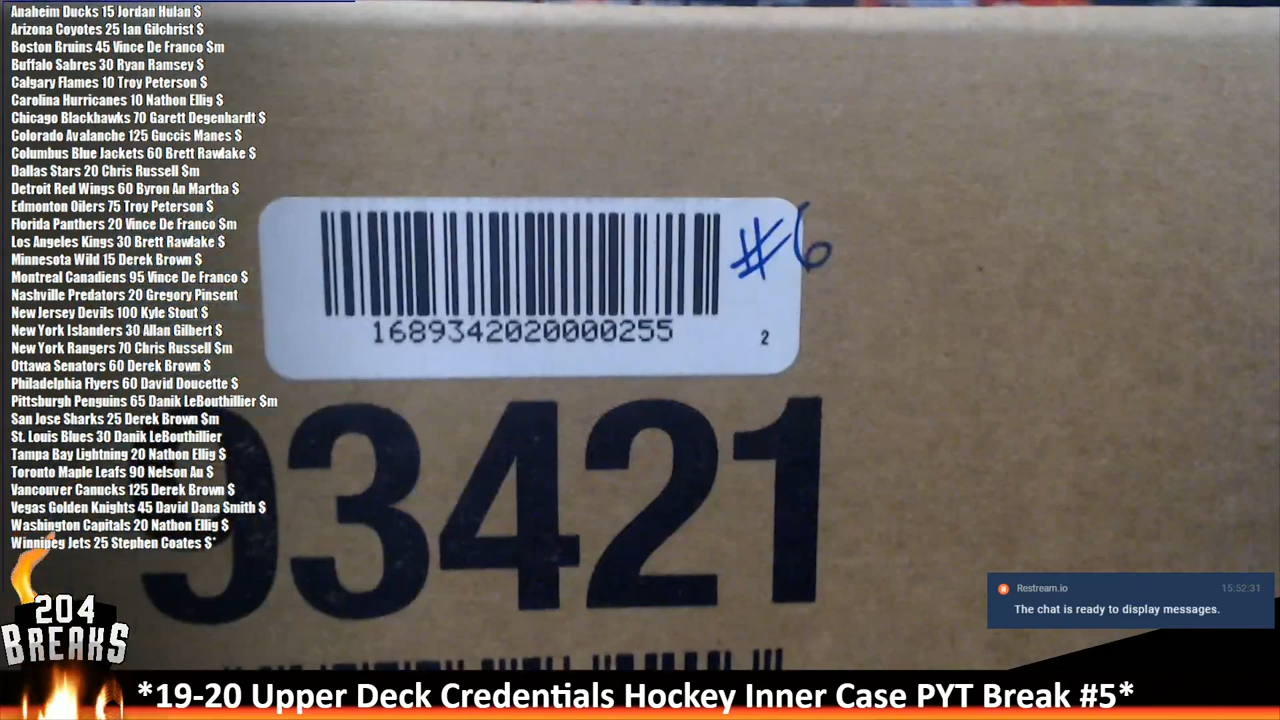 Anaheim Ducks 15 Jordan Hulan $
Arizona Coyotes 25 Ian Gilchrist $
Boston Bruins 45 Vince De Franco $m
Buffalo Sabres 30 Ryan Ramsey $
Calgary Flames 10 Troy Peterson $
Carolina Hurricanes 10 Nathon Ellig $
Chicago Blackhawks 70 Garett Degenhardt $
Colorado Avalanche 125 Guccis Manes $
Columbus Blue Jackets 60 Brett Rawlake $
Dallas Stars 20 Chris Russell $m
Detroit Red Wings 60 Byron An Martha $
Edmonton Oilers 75 Troy Peterson $
Florida Panthers 20 Vince De Franco $m
Los Angeles Kings 30 Brett Rawlake $
Minnesota Wild 15 Derek Brown $
Montreal Canadiens 95 Vince De Franco $
Nashville Predators 20 Gregory Pinsent
New Jersey Devils 100 Kyle Stout $
New York Islanders 30 Allan Gilbert $
New York Rangers 70 Chris Russell $m
Ottawa Senators 60 Derek Brown $
Philadelphia Flyers 60 David Doucette $
Pittsburgh Penguins 65 Danik LeBouthillier $m
San Jose Sharks 25 Derek Brown $m
St. Louis Blues 30 Danik LeBouthillier
Tampa Bay Lightning 20 Nathon Ellig $
Toronto Maple Leafs 90 Nelson Au $
Vancouver Canucks 125 Derek Brown $
Vegas Golden Knights 45 David Dana Smith $
Washington Capitals 20 Nathon Ellig $
Winnipeg Jets 25 Stephen Coates $*
#6
1689342020000255
2
93421
Restream.io 15:52:31
The chat is ready to display messages.
204
BREAKS
*19-20 Upper Deck Credentials Hockey Inner Case PYT Break #5*